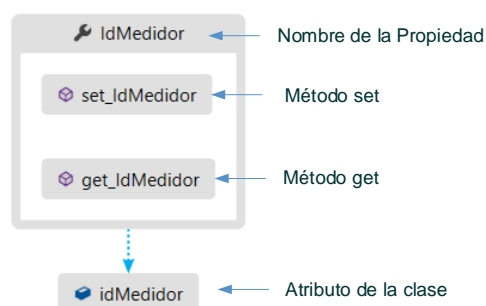 IdMedidor Nombre de la Propiedad
set_IdMedidor Método set
get_IdMedidor Método get
idMedidor Atributo de la clase